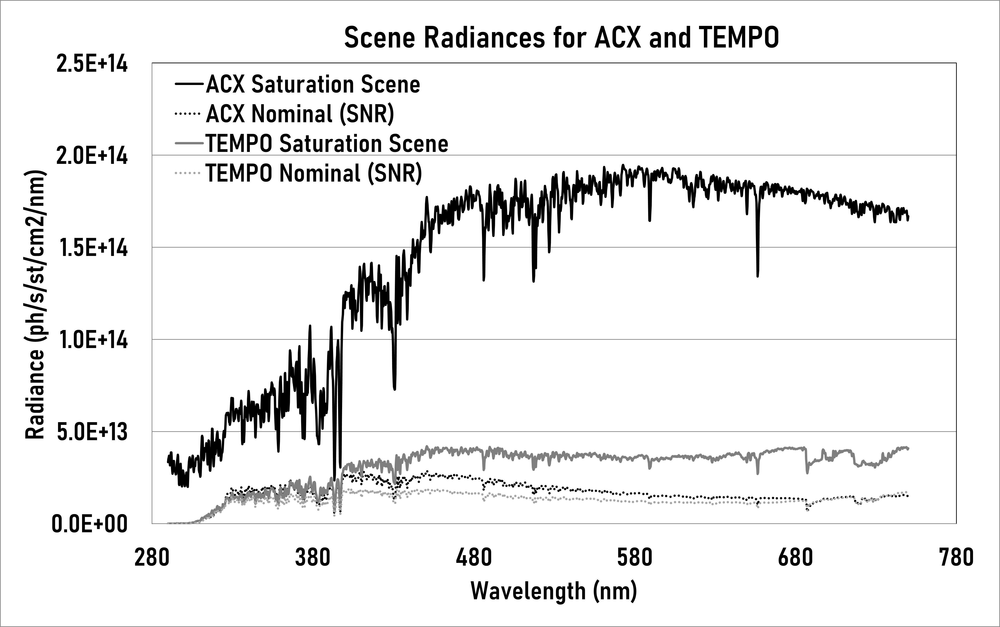 Scene Radiances for ACX and TEMPO
2.5E+14
2.0E+14
1.5E+14
1.0E+14
5.0E+13
0.0E+00
Radiance (ph/s/st/cm2/nm)
ACX Saturation Scene
ACX Nominal (SNR)
TEMPO Saturation Scene
TEMPO Nominal (SNR)
280 380 480 580 680 780
Wavelength (nm)